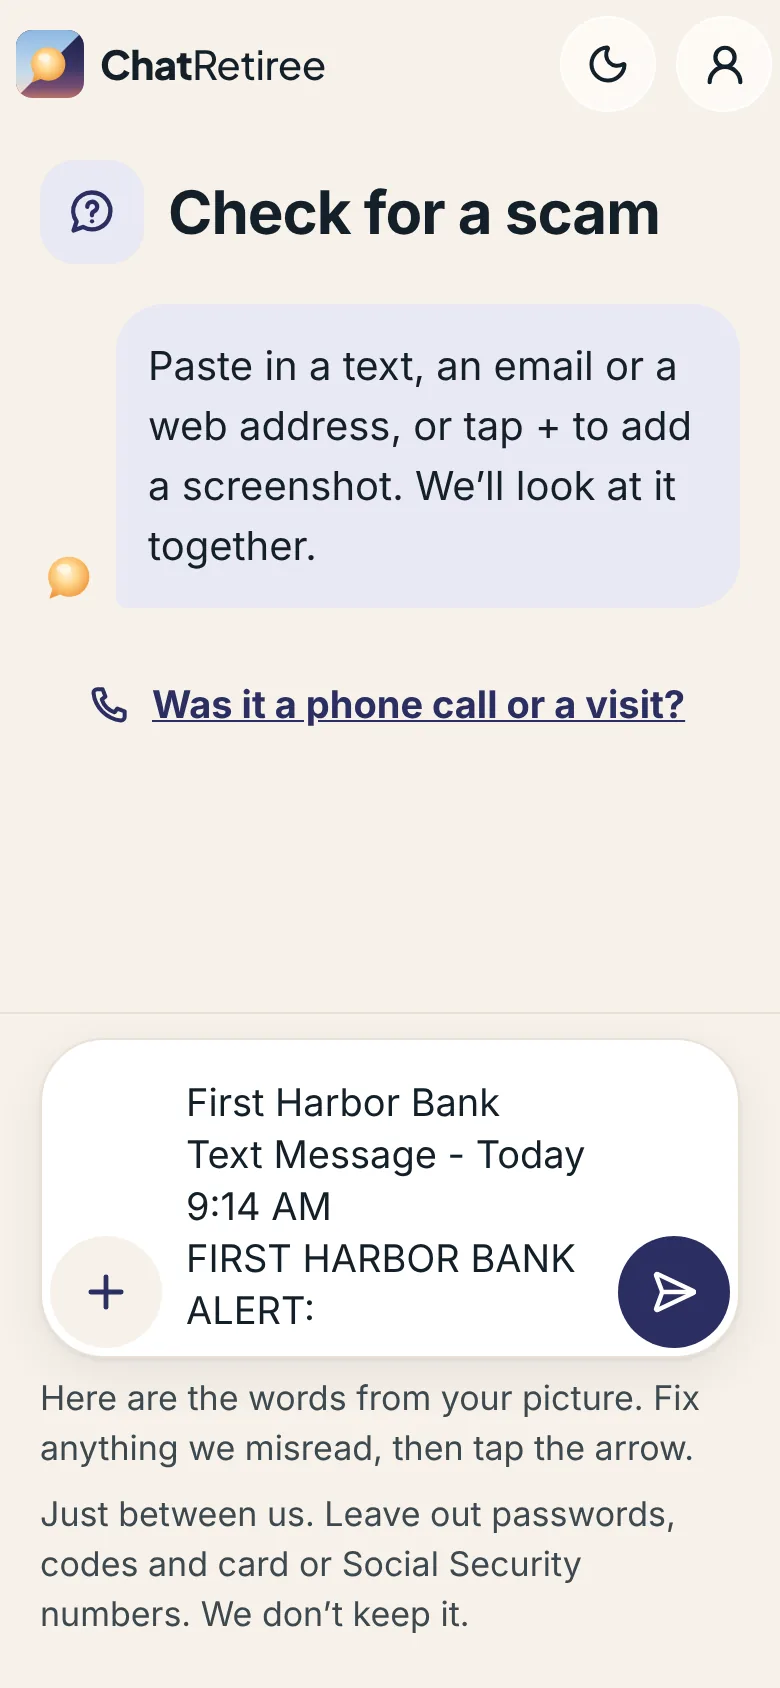 ChatRetiree
Check for a scam
Paste in a text, an email or a
web address, or tap + to add
a screenshot. We’ll look at it
together.
Was it a phone call or a visit?
First Harbor Bank
Text Message - Today
9:14 AM
FIRST HARBOR BANK
ALERT:
Here are the words from your picture. Fix
anything we misread, then tap the arrow.
Just between us. Leave out passwords,
codes and card or Social Security
numbers. We don’t keep it.